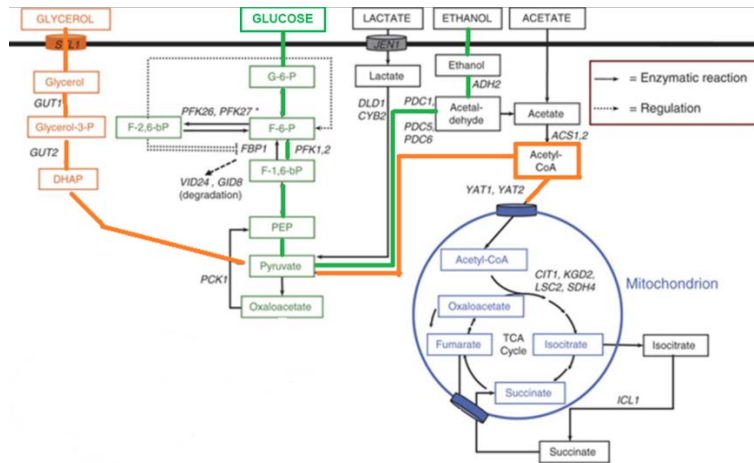 GLYCEROL
GLUCOSE
LACTATE
ETHANOL
ACETATE
JEN1
Glycerol
GUT1
Glycerol-3-P
GUT2
DHAP
G-6-P
PFK26, PFK27 *
F-2,6-bP
F-6-P
FBP1
PFK1,2
VID24 , GID8
(degradation)
F-1,6-bP
PEP
Pyruvate
PCK1
Oxaloacetate
Lactate
DLD1
CYB2
Ethanol
ADH2
PDC1,
PDC5,
PDC6
Acetal-
dehyde
Acetate
ACS1,2
Acetyl-
CoA
= Enzymatic reaction
= Regulation
YAT1, YAT2
Acetyl-CoA
CIT1, KGD2,
LSC2, SDH4
Mitochondrion
Oxaloacetate
Fumarate
TCA
Cycle
Isocitrate
Succinate
Isocitrate
ICL1
Succinate